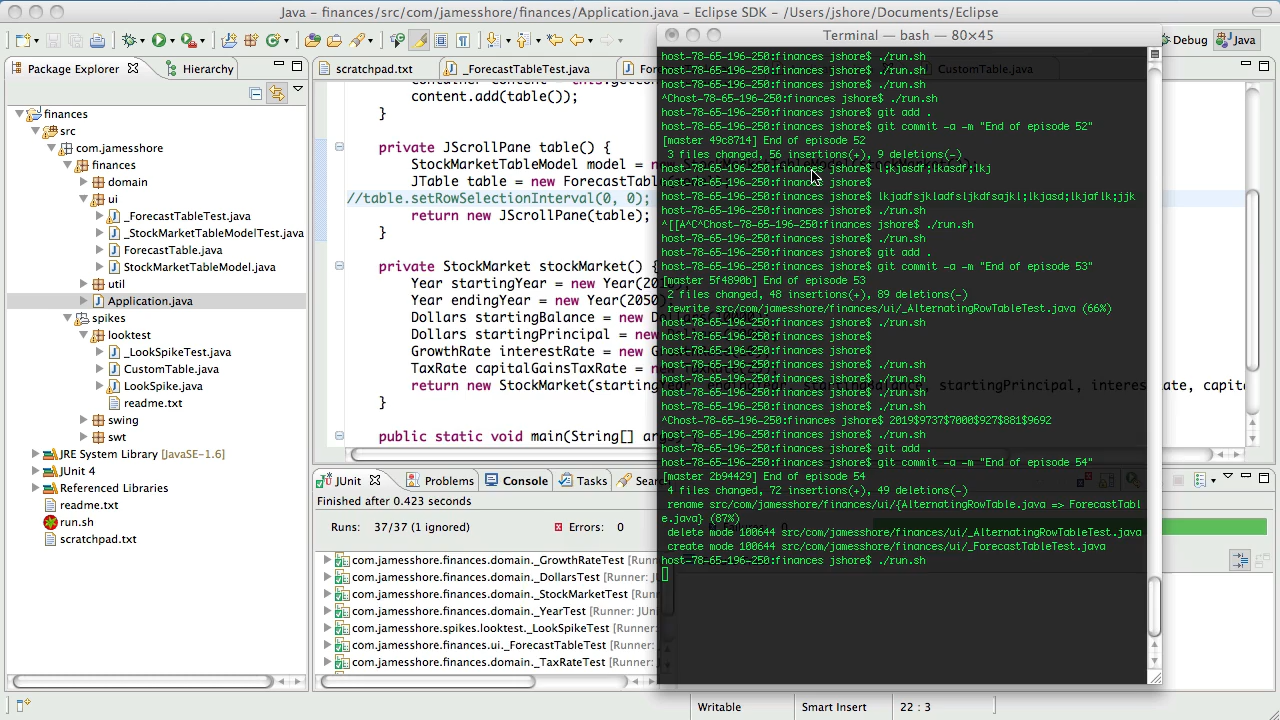 Java – finances/src/com/jamesshore/finances/Application.java – Eclipse SDK – /Users/jshore/Documents/Eclipse
Debug
Java
Package Explorer
Hierarchy
finances
src
com.jamesshore
finances
domain
ui
_ForecastTableTest.java
_StockMarketTableModelTest.java
ForecastTable.java
StockMarketTableModel.java
util
Application.java
spikes
looktest
_LookSpikeTest.java
CustomTable.java
LookSpike.java
readme.txt
swing
swt
JRE System Library [JavaSE-1.6]
JUnit 4
Referenced Libraries
readme.txt
run.sh
scratchpad.txt
scratchpad.txt
_ForecastTableTest.java
CustomTable.java
content.add(table());
}
private JScrollPane table() {
StockMarketTableModel model =
JTable table = new ForecastTabl
//table.setRowSelectionInterval(0, 0);
return new JScrollPane(table);
}
private StockMarket stockMarket() {
Year startingYear = new Year(20
Year endingYear = new Year(2050
Dollars startingBalance = new D
Dollars startingPrincipal = new
GrowthRate interestRate = new G
TaxRate capitalGainsTaxRate = n
return new StockMarket(starting
startingPrincipal, interestRate, capit
}
public static void main(String[] arg
JUnit
Problems
Console
Tasks
Finished after 0.423 seconds
Runs: 37/37 (1 ignored)
Errors: 0
com.jamesshore.finances.domain._GrowthRateTest
com.jamesshore.finances.domain._DollarsTest [Runner: JUn
com.jamesshore.finances.domain._StockMarketTest [Runner:
com.jamesshore.finances.domain._YearTest [Runner: JUnit
com.jamesshore.spikes.looktest._LookSpikeTest [Runner:
com.jamesshore.finances.ui._ForecastTableTest [Runner:
com.jamesshore.finances.domain._TaxRateTest [Runner: J
Writable
Smart Insert
22 : 3
Terminal — bash — 80×45
host-78-65-196-250:finances jshore$ ./run.sh
host-78-65-196-250:finances jshore$ ./run.sh
host-78-65-196-250:finances jshore$ ./run.sh
^Chost-78-65-196-250:finances jshore$ ./run.sh
host-78-65-196-250:finances jshore$ git add .
host-78-65-196-250:finances jshore$ git commit -a -m "End of episode 52"
[master 49c8714] End of episode 52
3 files changed, 56 insertions(+), 9 deletions(-)
host-78-65-196-250:finances jshore$ l;kjasdf;lkasdf;lkj
host-78-65-196-250:finances jshore$
host-78-65-196-250:finances jshore$ lkjadfsjkladfsljkdfsajkl;lkjasd;lkjaflk;jjk
host-78-65-196-250:finances jshore$ ./run.sh
^[[A^C^Chost-78-65-196-250:finances jshore$ ./run.sh
host-78-65-196-250:finances jshore$ ./run.sh
host-78-65-196-250:finances jshore$ git add .
host-78-65-196-250:finances jshore$ git commit -a -m "End of episode 53"
[master 5f4890b] End of episode 53
2 files changed, 48 insertions(+), 89 deletions(-)
rewrite src/com/jamesshore/finances/ui/_AlternatingRowTableTest.java (66%)
host-78-65-196-250:finances jshore$ ./run.sh
host-78-65-196-250:finances jshore$
host-78-65-196-250:finances jshore$
host-78-65-196-250:finances jshore$ ./run.sh
host-78-65-196-250:finances jshore$ ./run.sh
host-78-65-196-250:finances jshore$ ./run.sh
host-78-65-196-250:finances jshore$ ./run.sh
^Chost-78-65-196-250:finances jshore$ 2019$9737$7000$927$881$9692
host-78-65-196-250:finances jshore$ ./run.sh
host-78-65-196-250:finances jshore$ git add .
host-78-65-196-250:finances jshore$ git commit -a -m "End of episode 54"
[master 2b94429] End of episode 54
4 files changed, 72 insertions(+), 49 deletions(-)
rename src/com/jamesshore/finances/ui/{AlternatingRowTable.java => ForecastTabl
e.java} (87%)
delete mode 100644 src/com/jamesshore/finances/ui/_AlternatingRowTableTest.java
create mode 100644 src/com/jamesshore/finances/ui/_ForecastTableTest.java
host-78-65-196-250:finances jshore$ ./run.sh